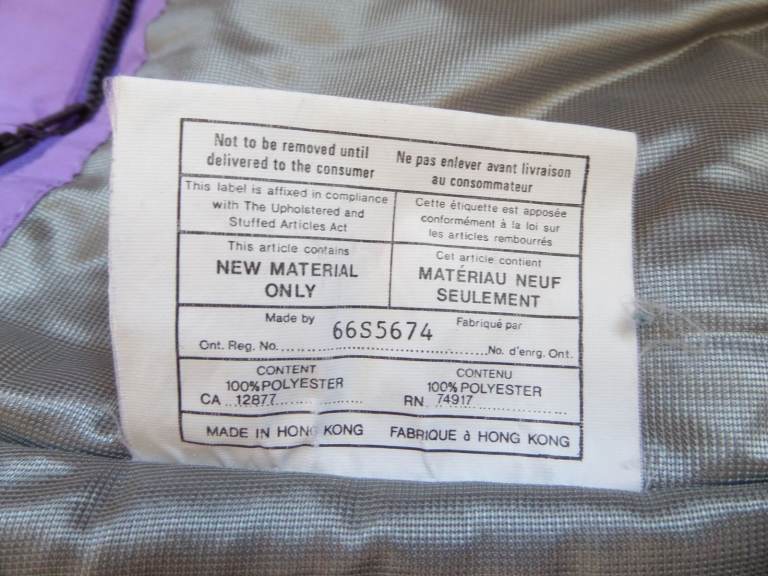 Not to be removed until
delivered to the consumer
Ne pas enlever avant livraison
au consommateur
This label is affixed in compliance
with The Upholstered and
Stuffed Articles Act
Cette étiquette est apposée
conformément à la loi sur
les articles rembourrés
This article contains
NEW MATERIAL
ONLY
Cet article contient
MATÉRIAU NEUF
SEULEMENT
Made by 66S5674 Fabriqué par
Ont. Reg. No. No. d'enrg. Ont.
CONTENT
100% POLYESTER
CA 12877
CONTENU
100% POLYESTER
RN 74917
MADE IN HONG KONG FABRIQUE à HONG KONG